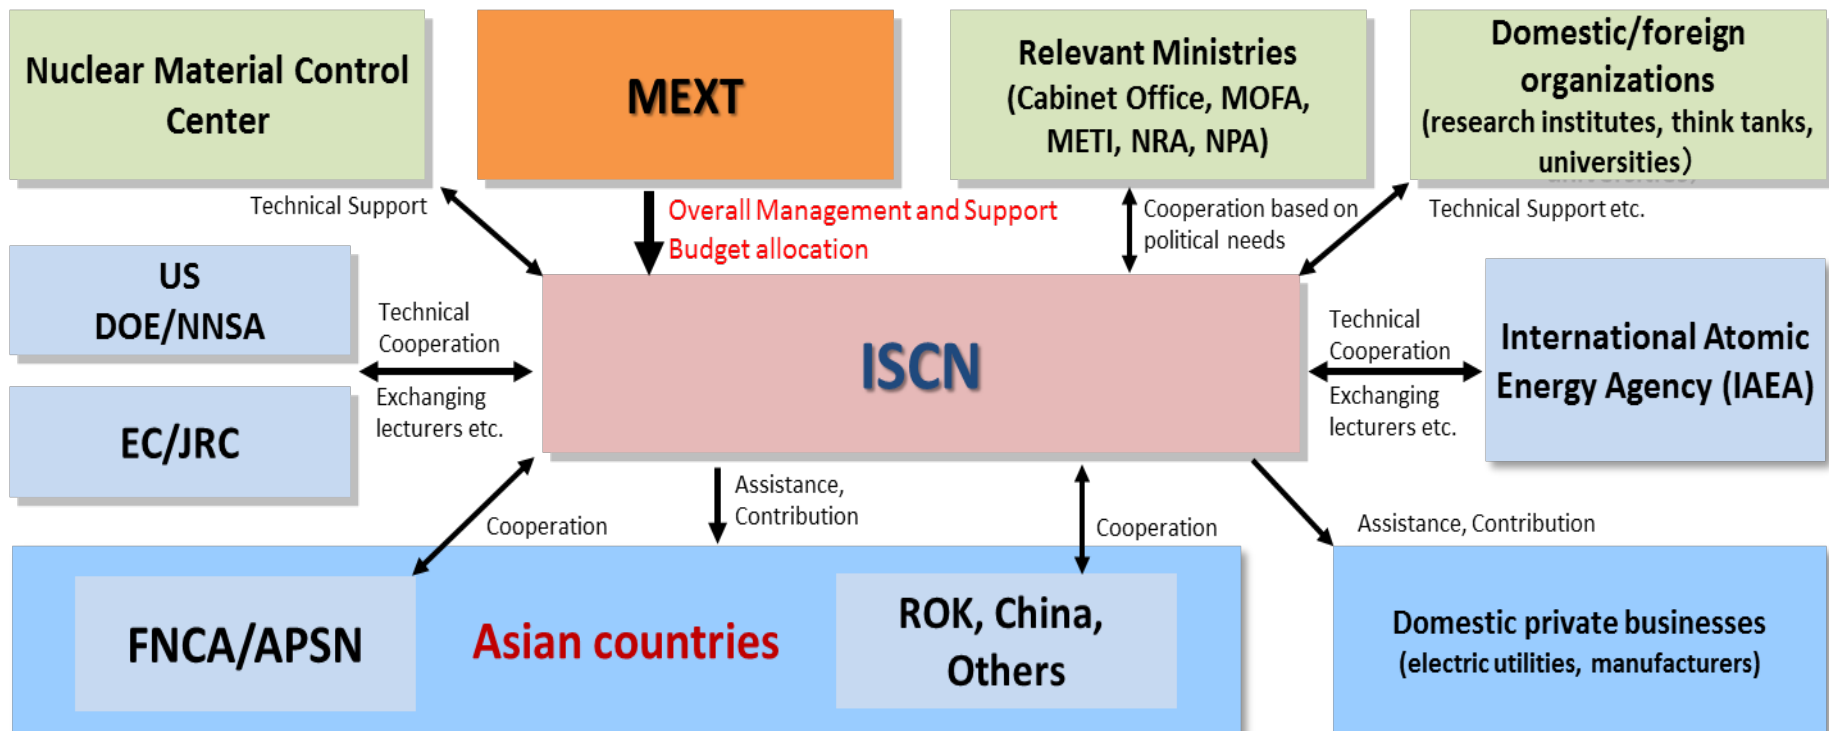 Nuclear Material Control
Center
MEXT
Relevant Ministries
(Cabinet Office, MOFA,
METI, NRA, NPA)
Domestic/foreign
organizations
(research institutes, think tanks,
universities）
Technical Support
Overall Management and Support
Budget allocation
Cooperation based on
political needs
Technical Support etc.
US
DOE/NNSA
EC/JRC
Technical
Cooperation
Exchanging
lecturers etc.
ISCN
Technical
Cooperation
Exchanging
lecturers etc.
International Atomic
Energy Agency (IAEA)
Cooperation
Assistance,
Contribution
Cooperation
Assistance, Contribution
FNCA/APSN
Asian countries
ROK, China,
Others
Domestic private businesses
(electric utilities, manufacturers)